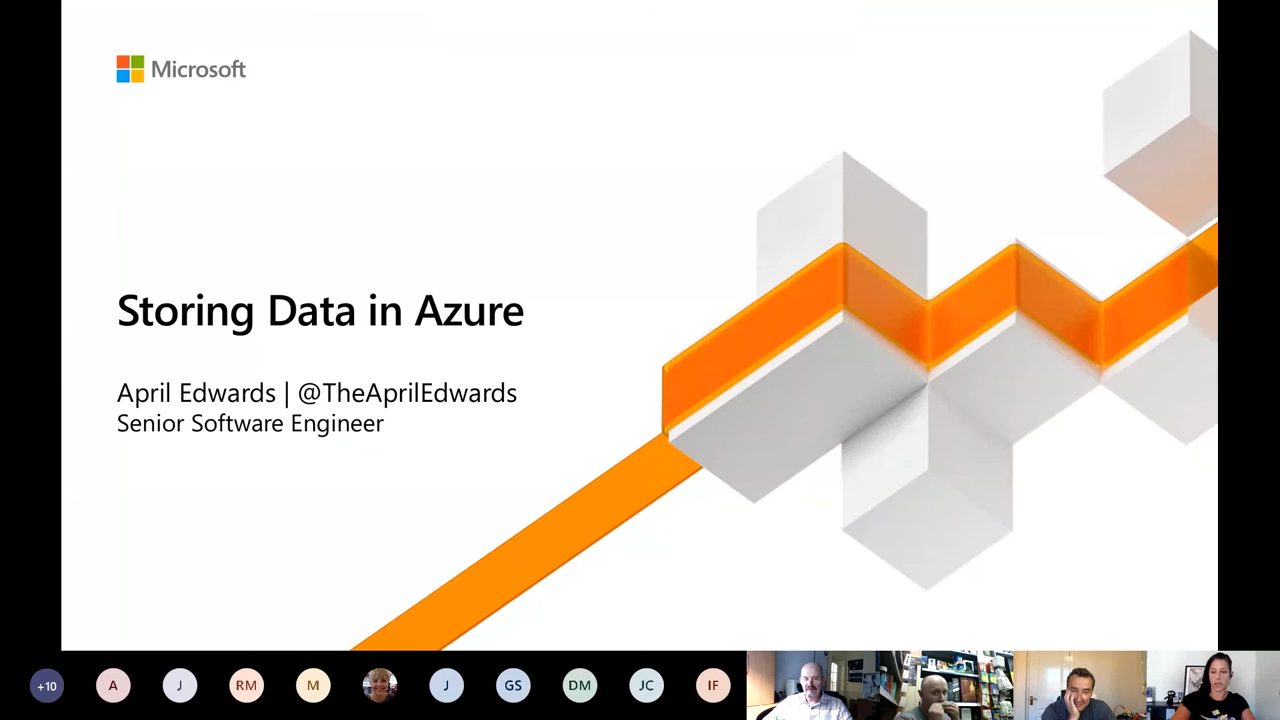 Microsoft
Storing Data in Azure
April Edwards | @TheAprilEdwards
Senior Software Engineer
+10 A J RM M J GS DM JC IF